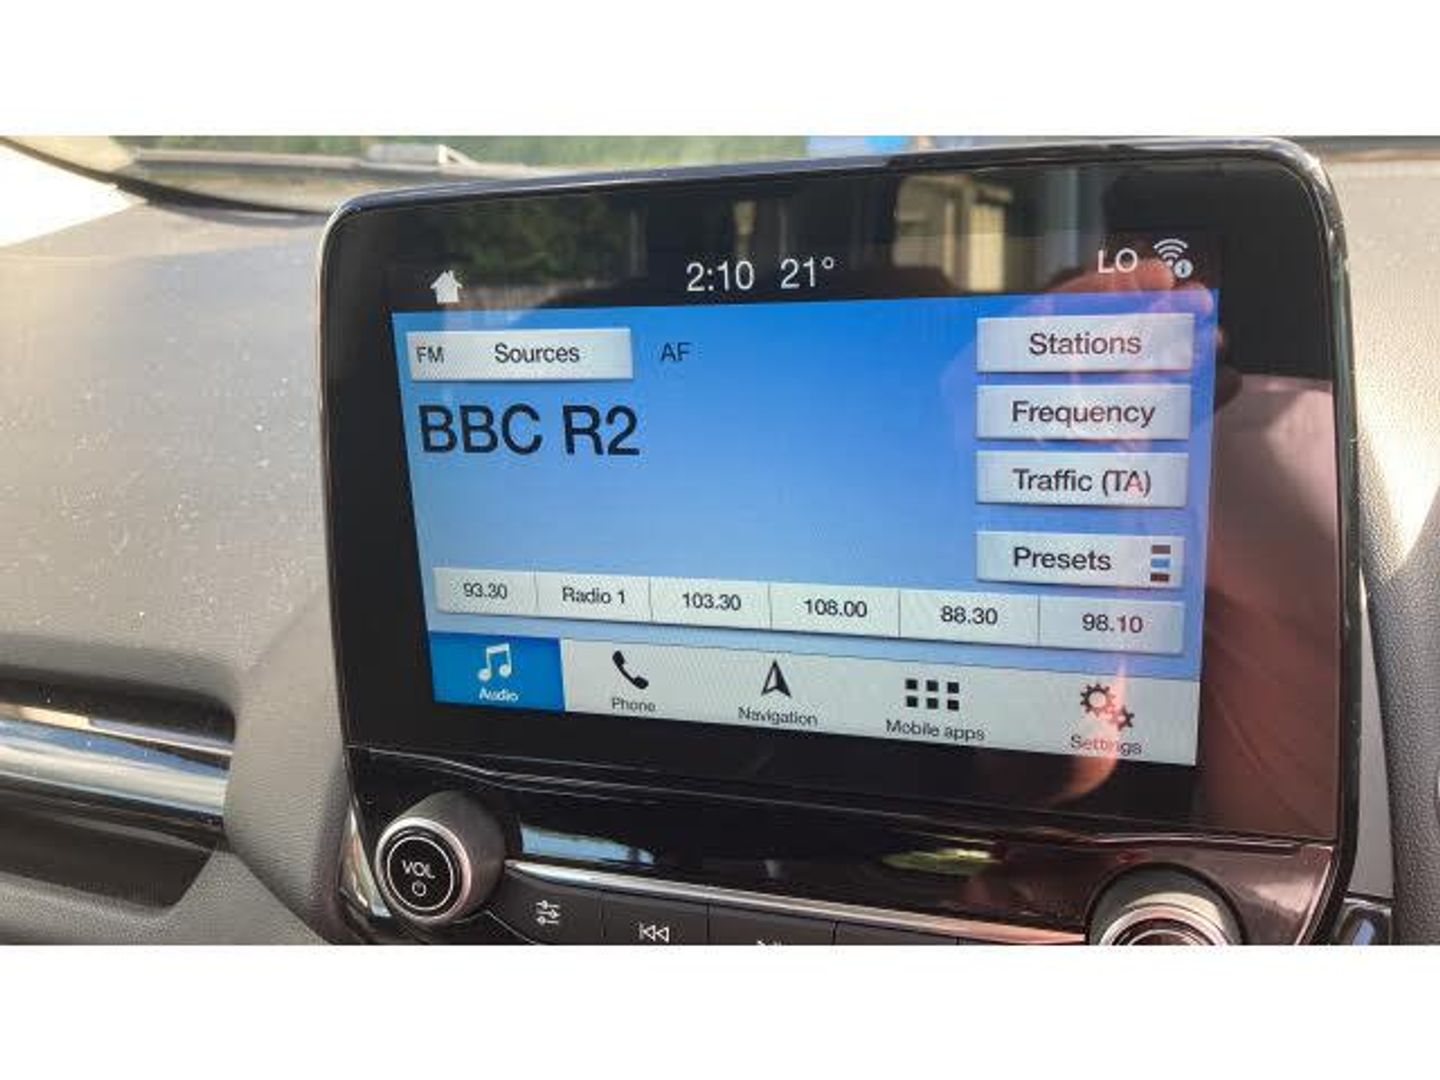 2:10 21° LO
FM Sources AF Stations
BBC R2
Frequency
Traffic (TA)
Presets
93.30 Radio 1 103.30 108.00 88.30 98.10
Audio Phone Navigation Mobile apps Settings
VOL